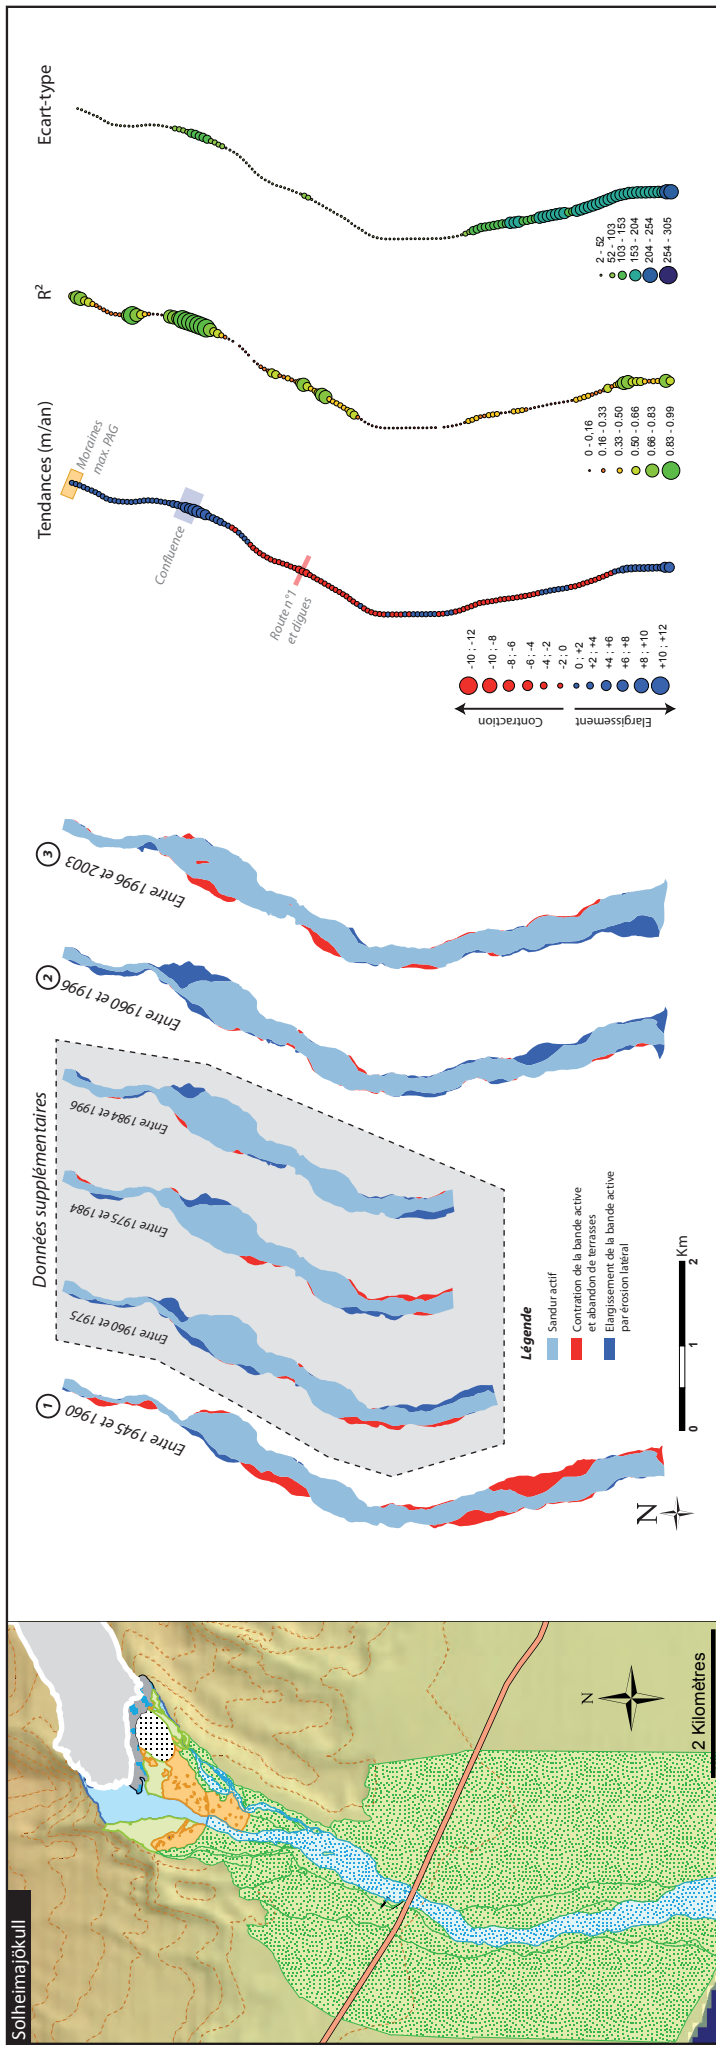 Ecart-type
2 - 52
52 - 103
103 - 153
153 - 204
204 - 254
254 - 305
R²
0 - 0,16
0.16 - 0.33
0.33 - 0.50
0.50 - 0.66
0.66 - 0.83
0.83 - 0.99
Tendances (m/an)
Moraines
max. PAG
Confluence
Route n°1
et digues
-10 ; -12
-10 ; -8
-8 ; -6
-6 ; -4
-4 ; -2
-2 ; 0
0 ; +2
+2 ; +4
+4 ; +6
+6 ; +8
+8 ; +10
+10 ; +12
Contraction
Elargissement
3
Entre 1996 et 2003
2
Entre 1960 et 1996
Données supplémentaires
Entre 1984 et
1996
Entre 1975 et
1984
Entre 1960 et
1975
1
Entre 1945 et
1960
Légende
Sandur actif
Contration de la bande active
et abandon de terrasses
Elargissement de la bande active
par érosion latéral
0
1
2
Km
N
Solheimajökull
N
2 Kilomètres